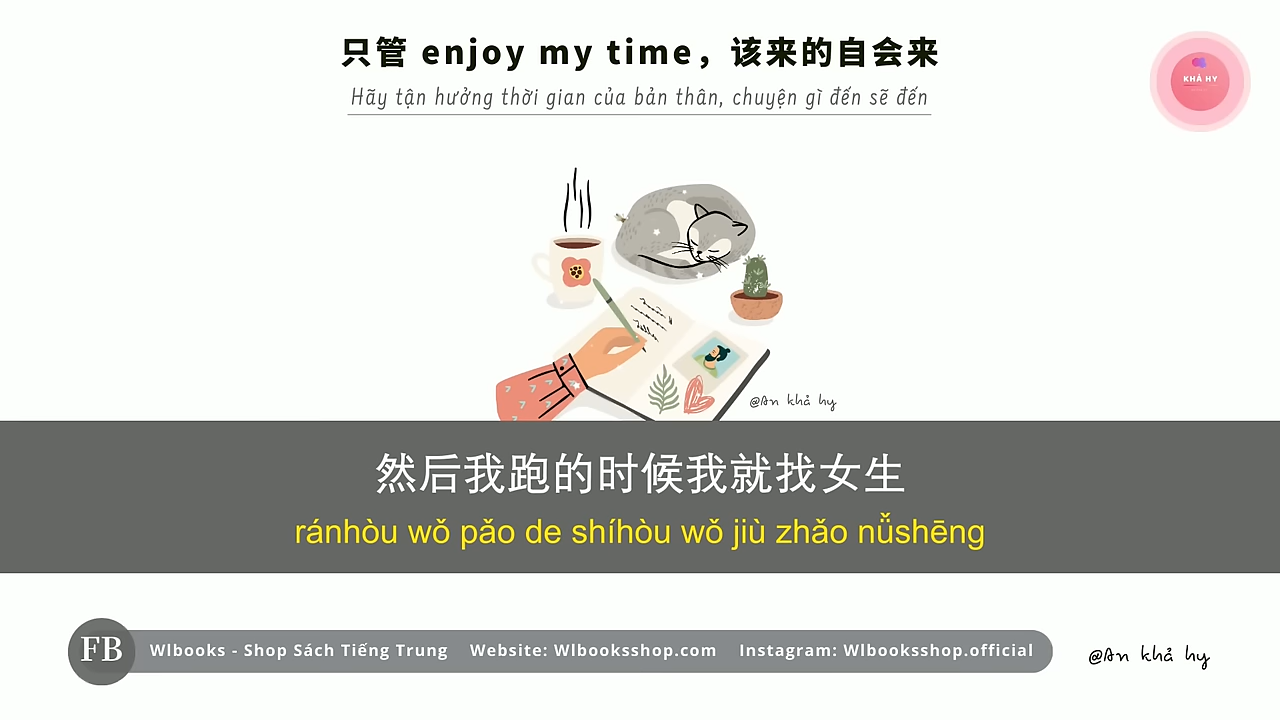 只管 enjoy my time，该来的自会来
Hãy tận hưởng thời gian của bản thân, chuyện gì đến sẽ đến
KHẢ HY
@An khả hy
然后我跑的时候我就找女生
ránhòu wǒ pǎo de shíhòu wǒ jiù zhǎo nǚshēng
FB Wlbooks - Shop Sách Tiếng Trung Website: Wlbooksshop.com Instagram: Wlbooksshop.official
@An khả hy